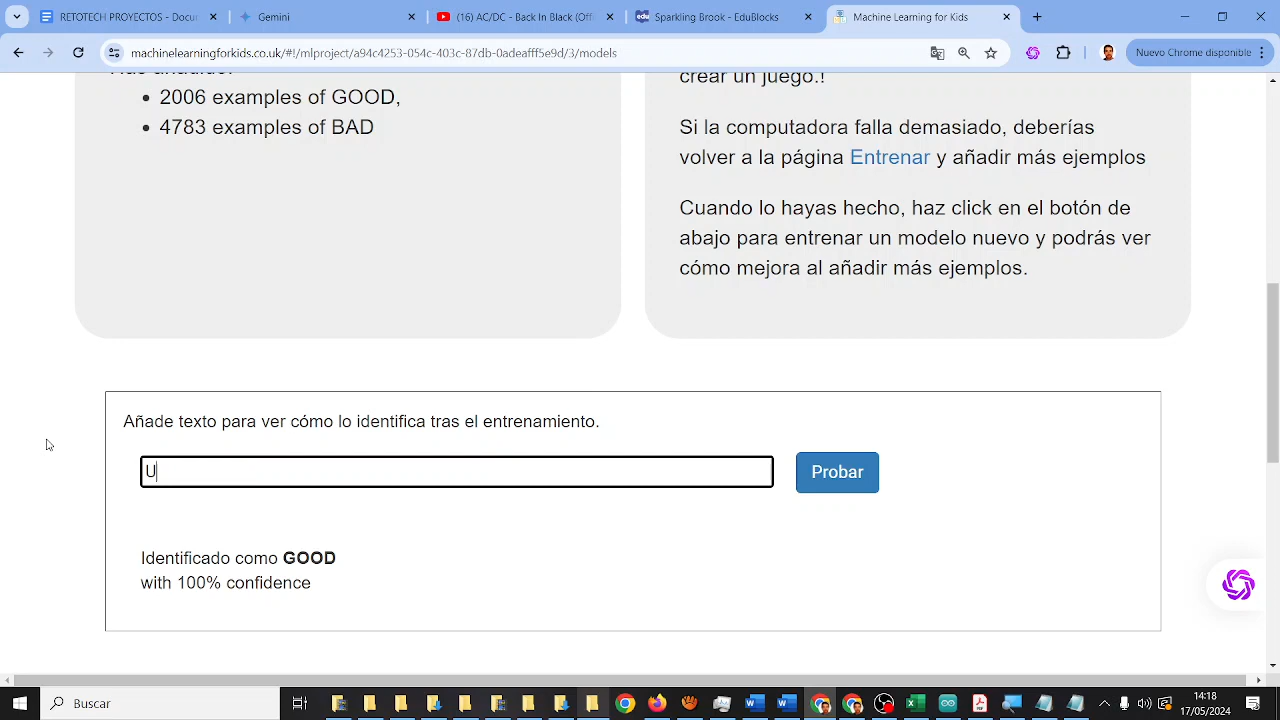 RETOTECH PROYECTOS - Docum
Gemini
(16) AC/DC - Back In Black (Offi
edu
Sparkling Brook - EduBlocks
Machine Learning for Kids
machinelearningforkids.co.uk/#!/mlproject/a94c4253-054c-403c-87db-0adeafff5e9d/3/models
Nuevo Chrome disponible
2006 examples of GOOD,
4783 examples of BAD
crear un juego.!
Si la computadora falla demasiado, deberías
volver a la página Entrenar y añadir más ejemplos
Cuando lo hayas hecho, haz click en el botón de
abajo para entrenar un modelo nuevo y podrás ver
cómo mejora al añadir más ejemplos.
Añade texto para ver cómo lo identifica tras el entrenamiento.
U
Probar
Identificado como GOOD
with 100% confidence
Buscar
14:18
17/05/2024